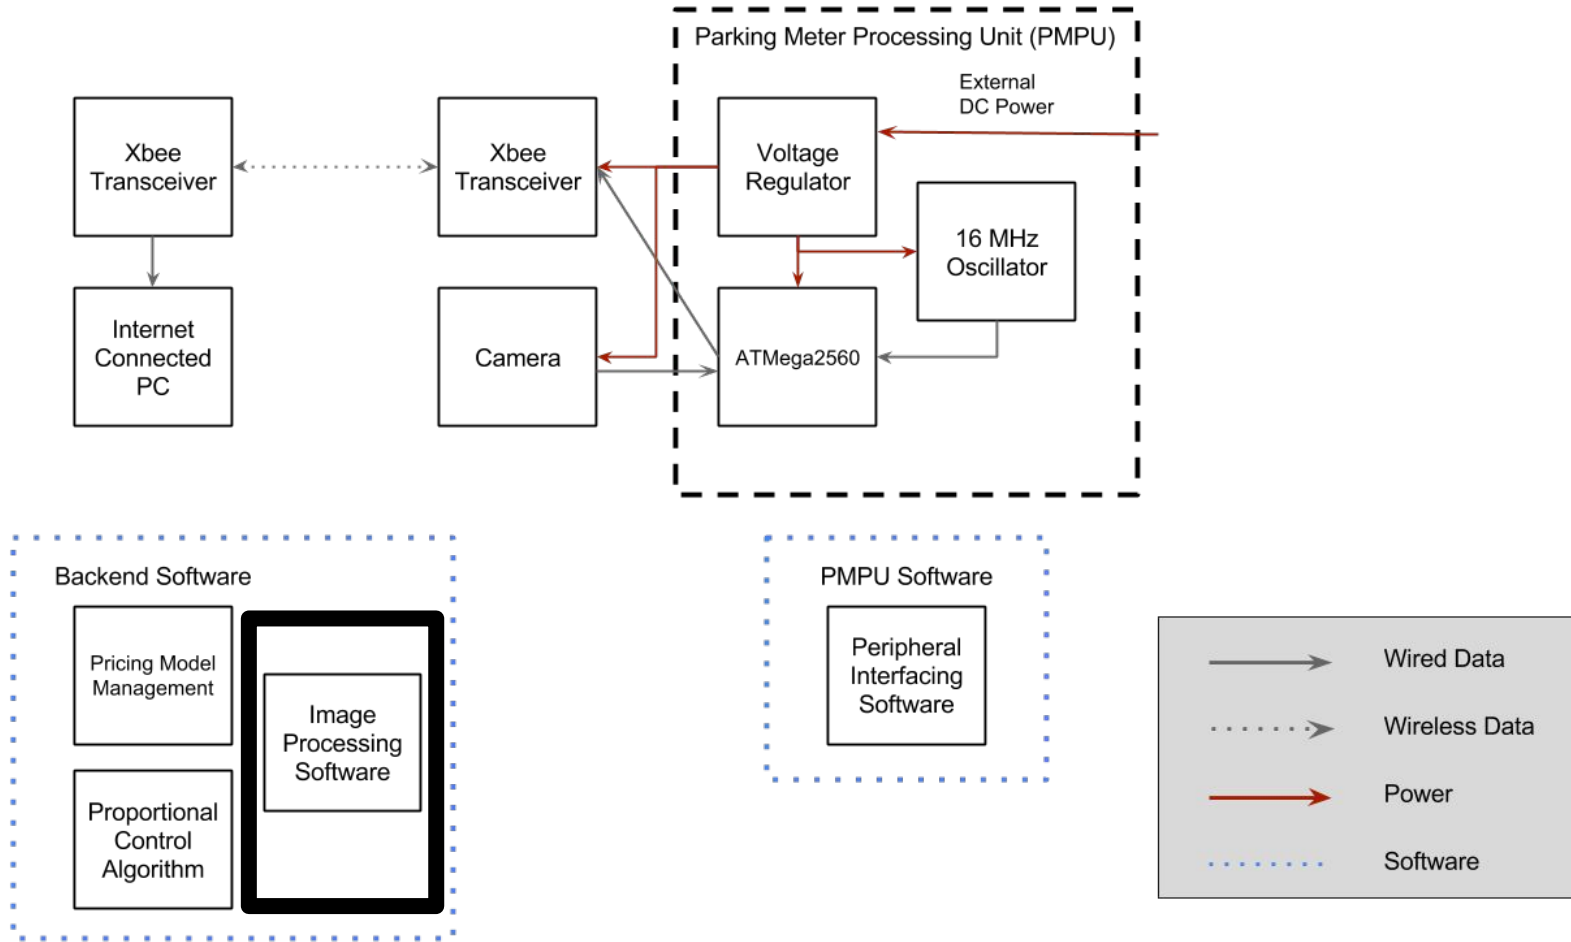 Parking Meter Processing Unit (PMPU)
External
DC Power
Xbee
Transceiver
Xbee
Transceiver
Voltage
Regulator
16 MHz
Oscillator
Internet
Connected
PC
Camera
ATMega2560
Backend Software
Pricing Model
Management
Image
Processing
Software
Proportional
Control
Algorithm
PMPU Software
Peripheral
Interfacing
Software
Wired Data
Wireless Data
Power
Software